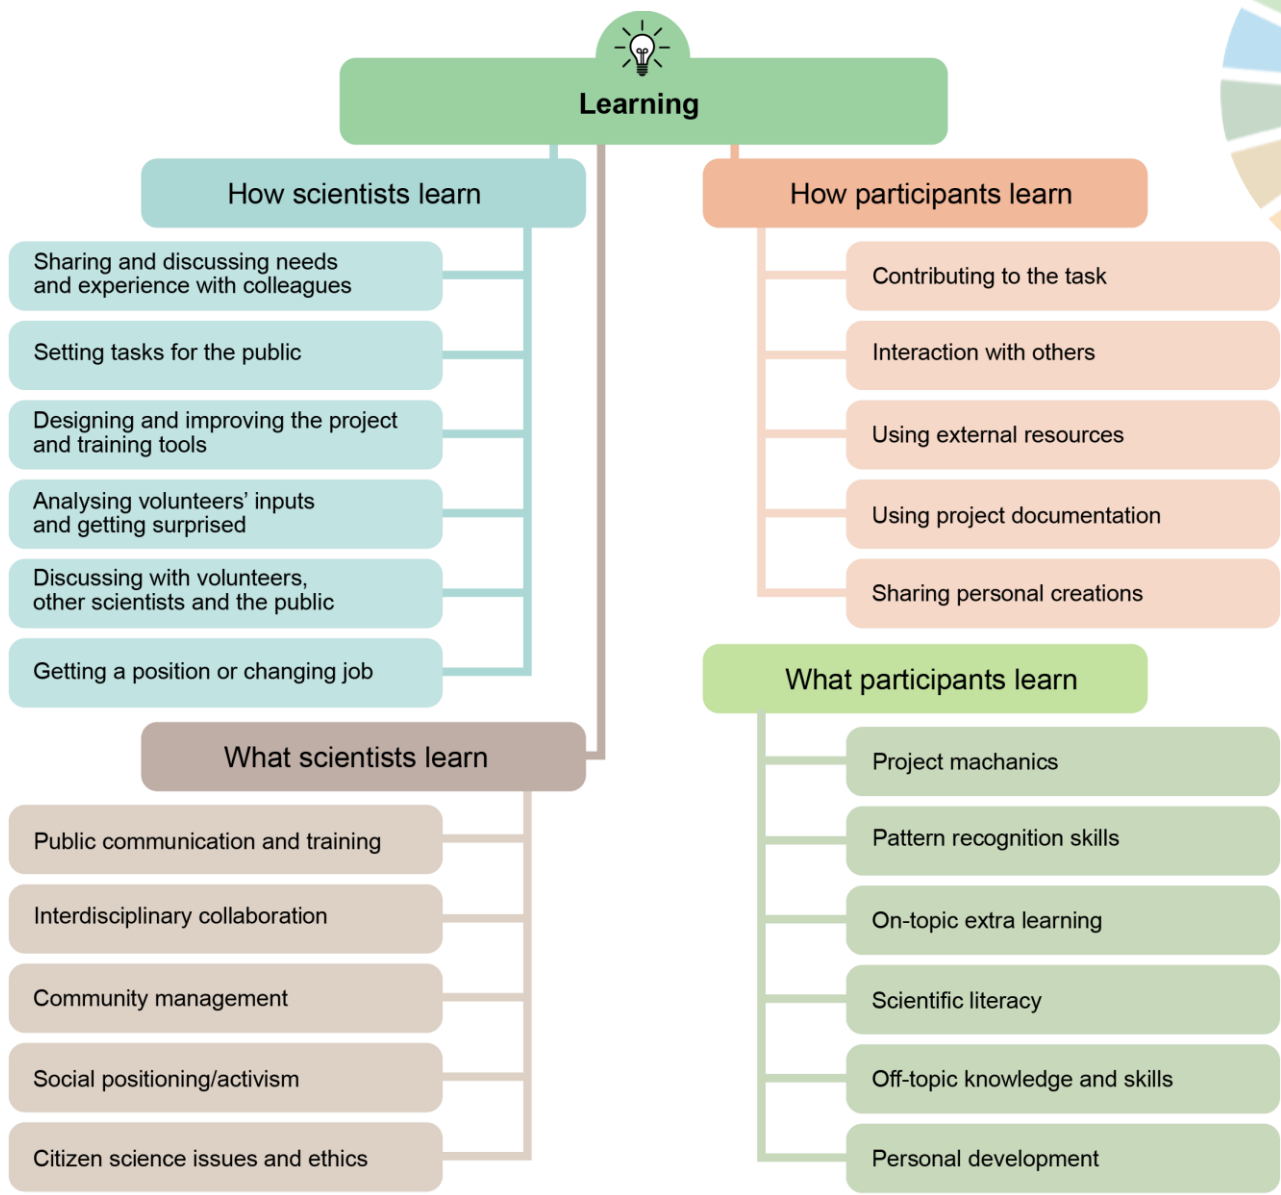 Learning
How scientists learn
Sharing and discussing needs
and experience with colleagues
Setting tasks for the public
Designing and improving the project
and training tools
Analysing volunteers’ inputs
and getting surprised
Discussing with volunteers,
other scientists and the public
Getting a position or changing job
What scientists learn
Public communication and training
Interdisciplinary collaboration
Community management
Social positioning/activism
Citizen science issues and ethics
How participants learn
Contributing to the task
Interaction with others
Using external resources
Using project documentation
Sharing personal creations
What participants learn
Project machanics
Pattern recognition skills
On-topic extra learning
Scientific literacy
Off-topic knowledge and skills
Personal development